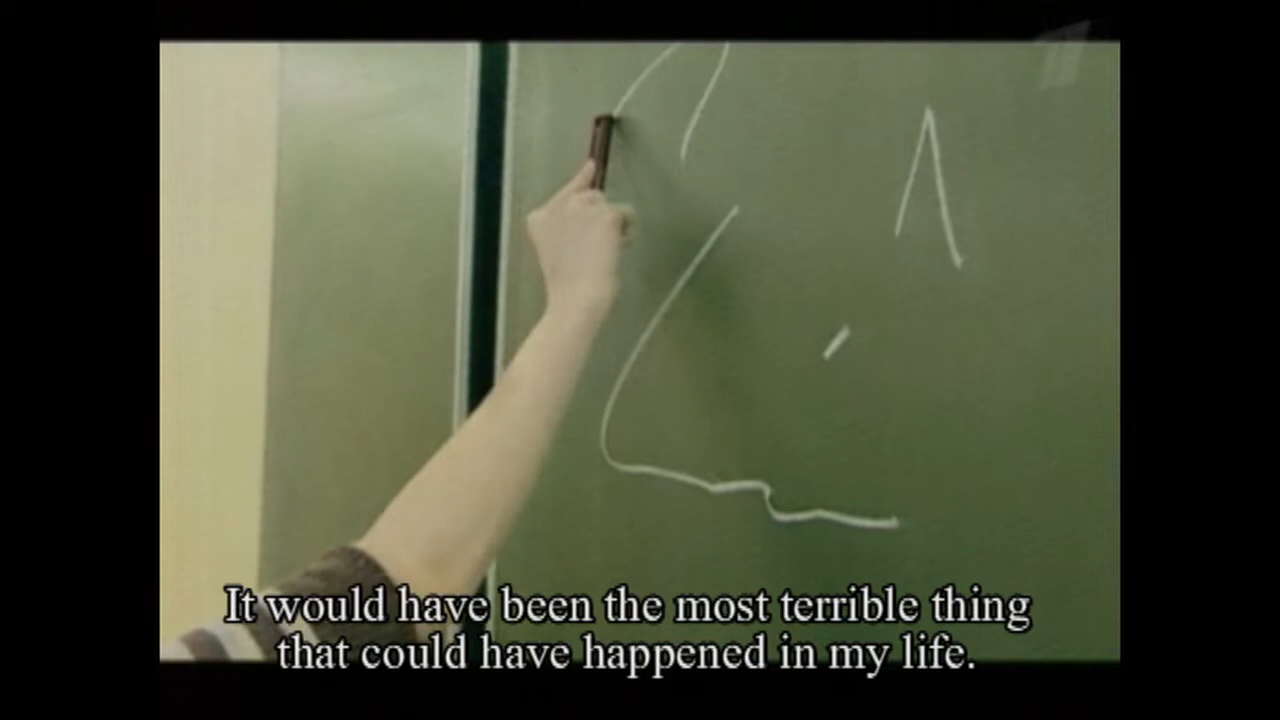 It would have been the most terrible thing
that could have happened in my life.